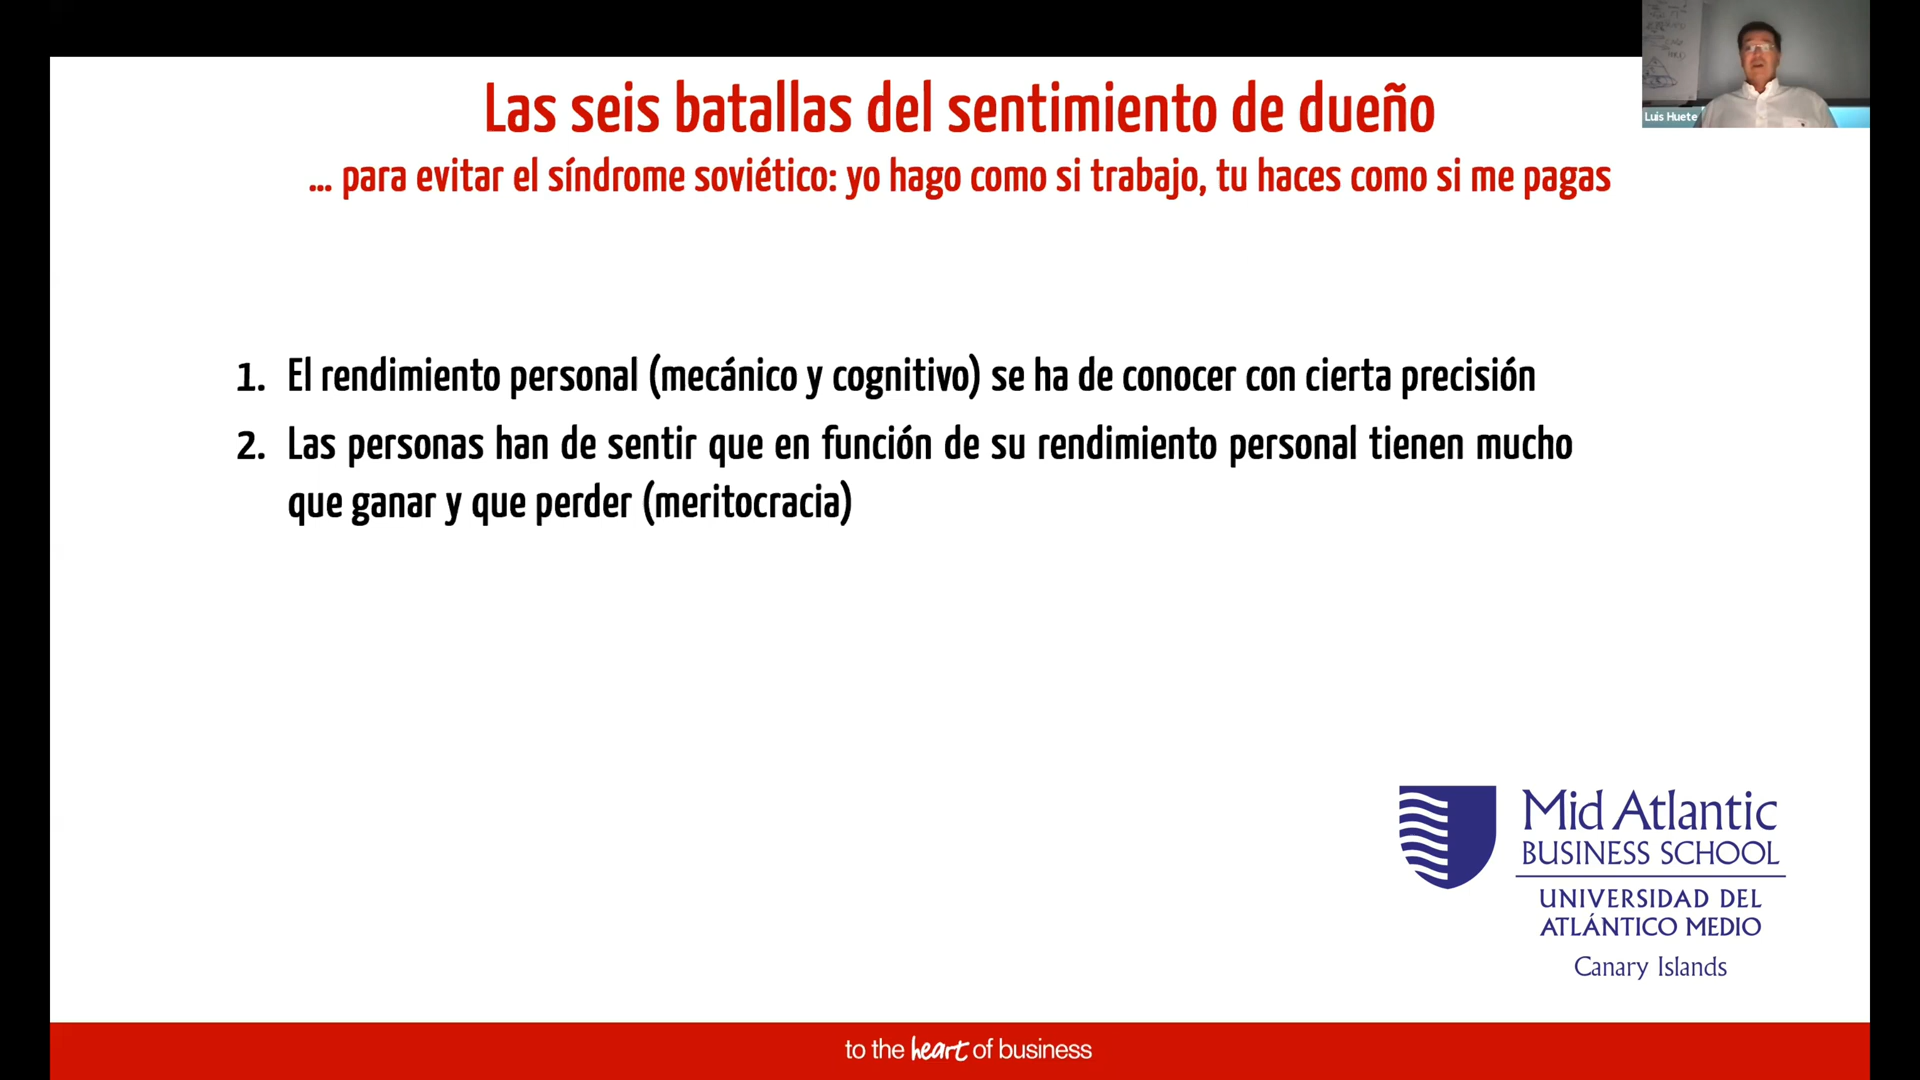 Las seis batallas del sentimiento de dueño
... para evitar el síndrome soviético: yo hago como si trabajo, tu haces como si me pagas
Luis Huete
1. El rendimiento personal (mecánico y cognitivo) se ha de conocer con cierta precisión
2. Las personas han de sentir que en función de su rendimiento personal tienen mucho
que ganar y que perder (meritocracia)
Mid Atlantic
BUSINESS SCHOOL
UNIVERSIDAD DEL
ATLÁNTICO MEDIO
Canary Islands
to the heart of business